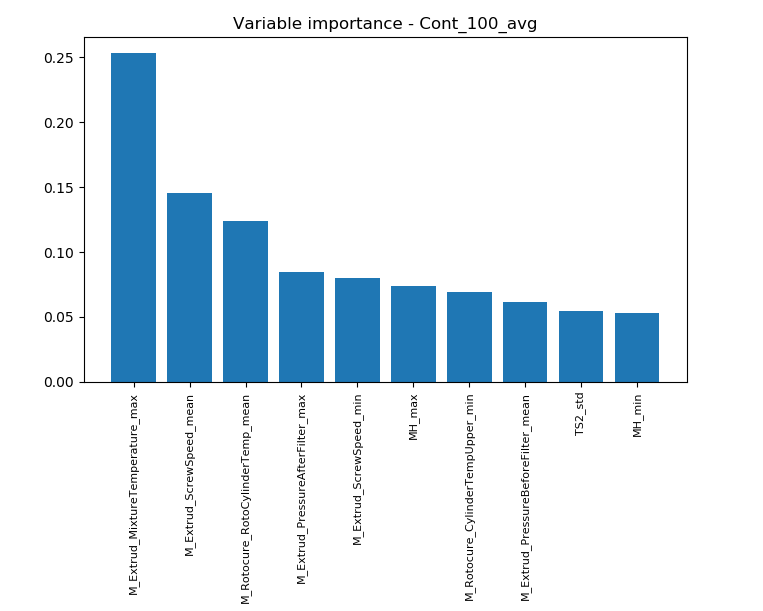 Variable importance - Cont_100_avg
0.25
0.20
0.15
0.10
0.05
0.00
M_Extrud_MixtureTemperature_max
M_Extrud_ScrewSpeed_mean
M_Rotocure_RotoCylinderTemp_mean
M_Extrud_PressureAfterFilter_max
M_Extrud_ScrewSpeed_min
MH_max
M_Rotocure_CylinderTempUpper_min
M_Extrud_PressureBeforeFilter_mean
TS2_std
MH_min